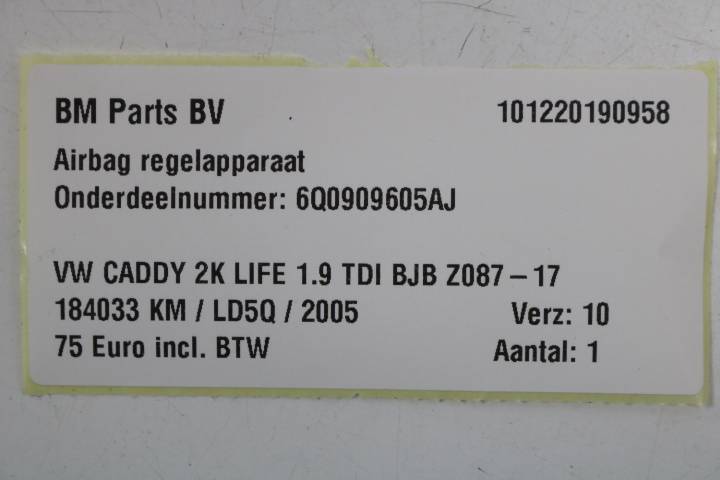 BM Parts BV 101220190958
Airbag regelapparaat
Onderdeelnummer: 6Q0909605AJ
VW CADDY 2K LIFE 1.9 TDI BJB Z087 – 17
184033 KM / LD5Q / 2005 Verz: 10
75 Euro incl. BTW Aantal: 1